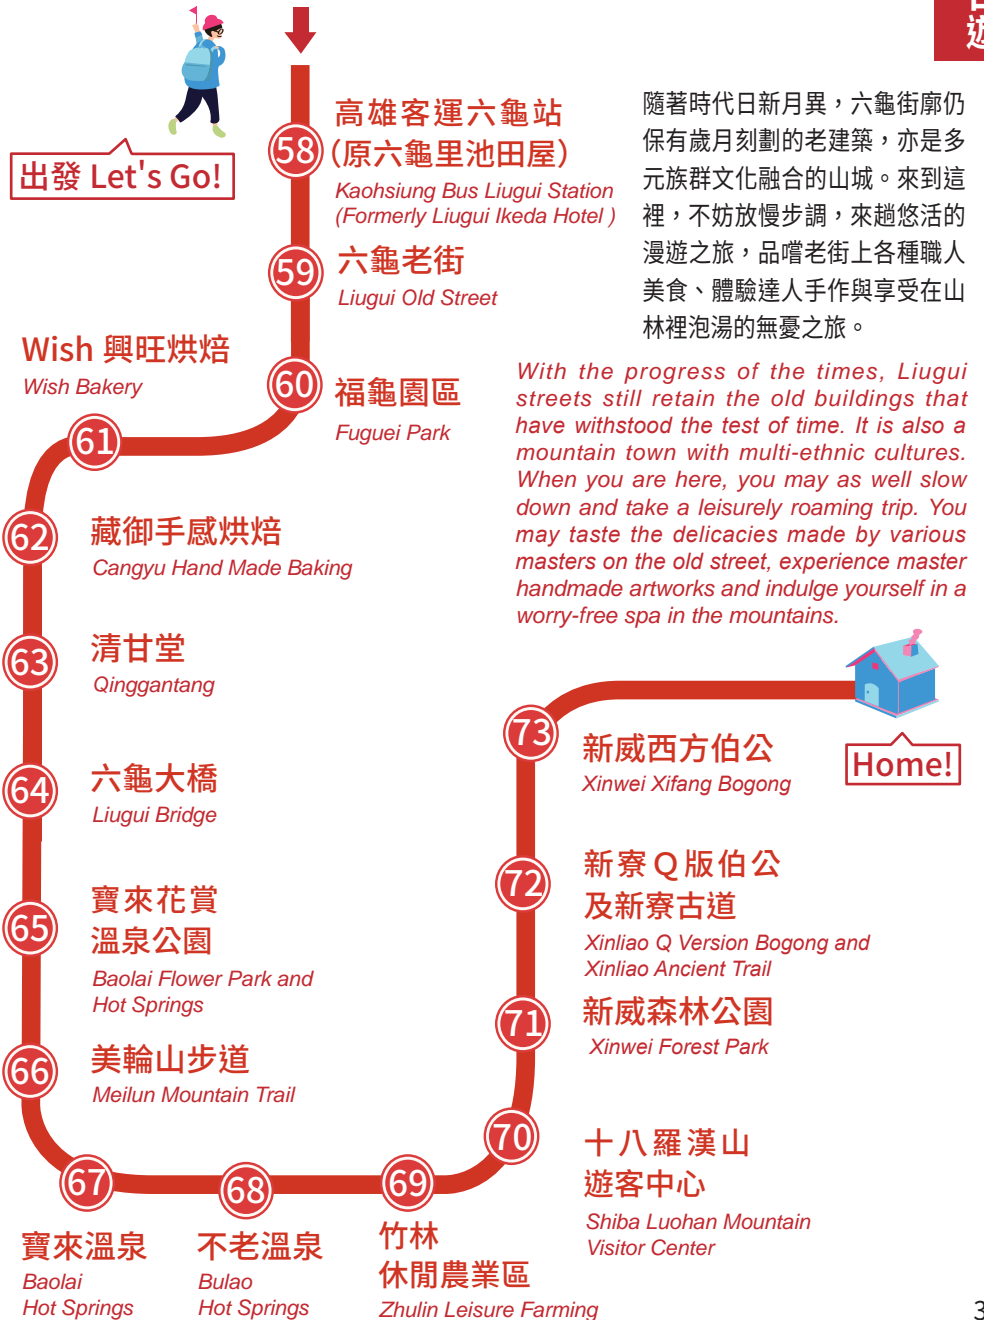 遊
出發 Let's Go!
隨著時代日新月異，六龜街廓仍
保有歲月刻劃的老建築，亦是多
元族群文化融合的山城。來到這
裡，不妨放慢步調，來趟悠活的
漫遊之旅，品嚐老街上各種職人
美食、體驗達人手作與享受在山
林裡泡湯的無憂之旅。
With the progress of the times, Liugui
streets still retain the old buildings that
have withstood the test of time. It is also a
mountain town with multi-ethnic cultures.
When you are here, you may as well slow
down and take a leisurely roaming trip. You
may taste the delicacies made by various
masters on the old street, experience master
handmade artworks and indulge yourself in a
worry-free spa in the mountains.
58
高雄客運六龜站
（原六龜里池田屋）
Kaohsiung Bus Liugui Station
(Formerly Liugui Ikeda Hotel )
59
六龜老街
Liugui Old Street
60
福龜園區
Fuguei Park
Wish 興旺烘焙
Wish Bakery
61
62
藏御手感烘焙
Cangyu Hand Made Baking
63
清甘堂
Qinggantang
64
六龜大橋
Liugui Bridge
65
寶來花賞
溫泉公園
Baolai Flower Park and
Hot Springs
66
美輪山步道
Meilun Mountain Trail
67
寶來溫泉
Baolai
Hot Springs
68
不老溫泉
Bulao
Hot Springs
69
竹林
休閒農業區
Zhulin Leisure Farming
70
十八羅漢山
遊客中心
Shiba Luohan Mountain
Visitor Center
71
新威森林公園
Xinwei Forest Park
72
新寮Ｑ版伯公
及新寮古道
Xinliao Q Version Bogong and
Xinliao Ancient Trail
73
新威西方伯公
Xinwei Xifang Bogong
Home!
3